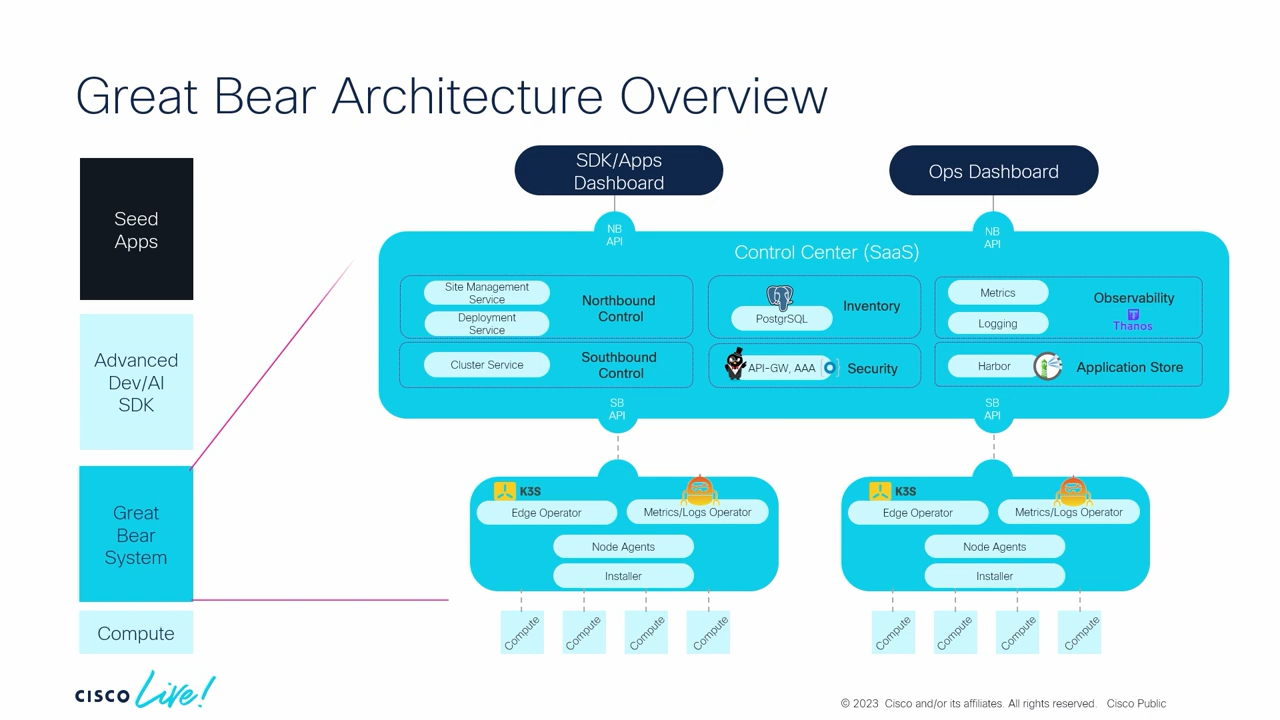 Great Bear Architecture Overview
Seed
Apps
Advanced
Dev/AI
SDK
Great
Bear
System
Compute
SDK/Apps
Dashboard
Ops Dashboard
NB
API
NB
API
Control Center (SaaS)
Site Management
Service
Deployment
Service
Northbound
Control
Cluster Service
Southbound
Control
PostgrSQL
Inventory
API-GW, AAA
Security
Metrics
Logging
Observability
Thanos
Harbor
Application Store
SB
API
SB
API
K3S
Edge Operator
Metrics/Logs Operator
Node Agents
Installer
Compute
Compute
Compute
Compute
K3S
Edge Operator
Metrics/Logs Operator
Node Agents
Installer
Compute
Compute
Compute
Compute
CISCO Live!
© 2023 Cisco and/or its affiliates. All rights reserved. Cisco Public